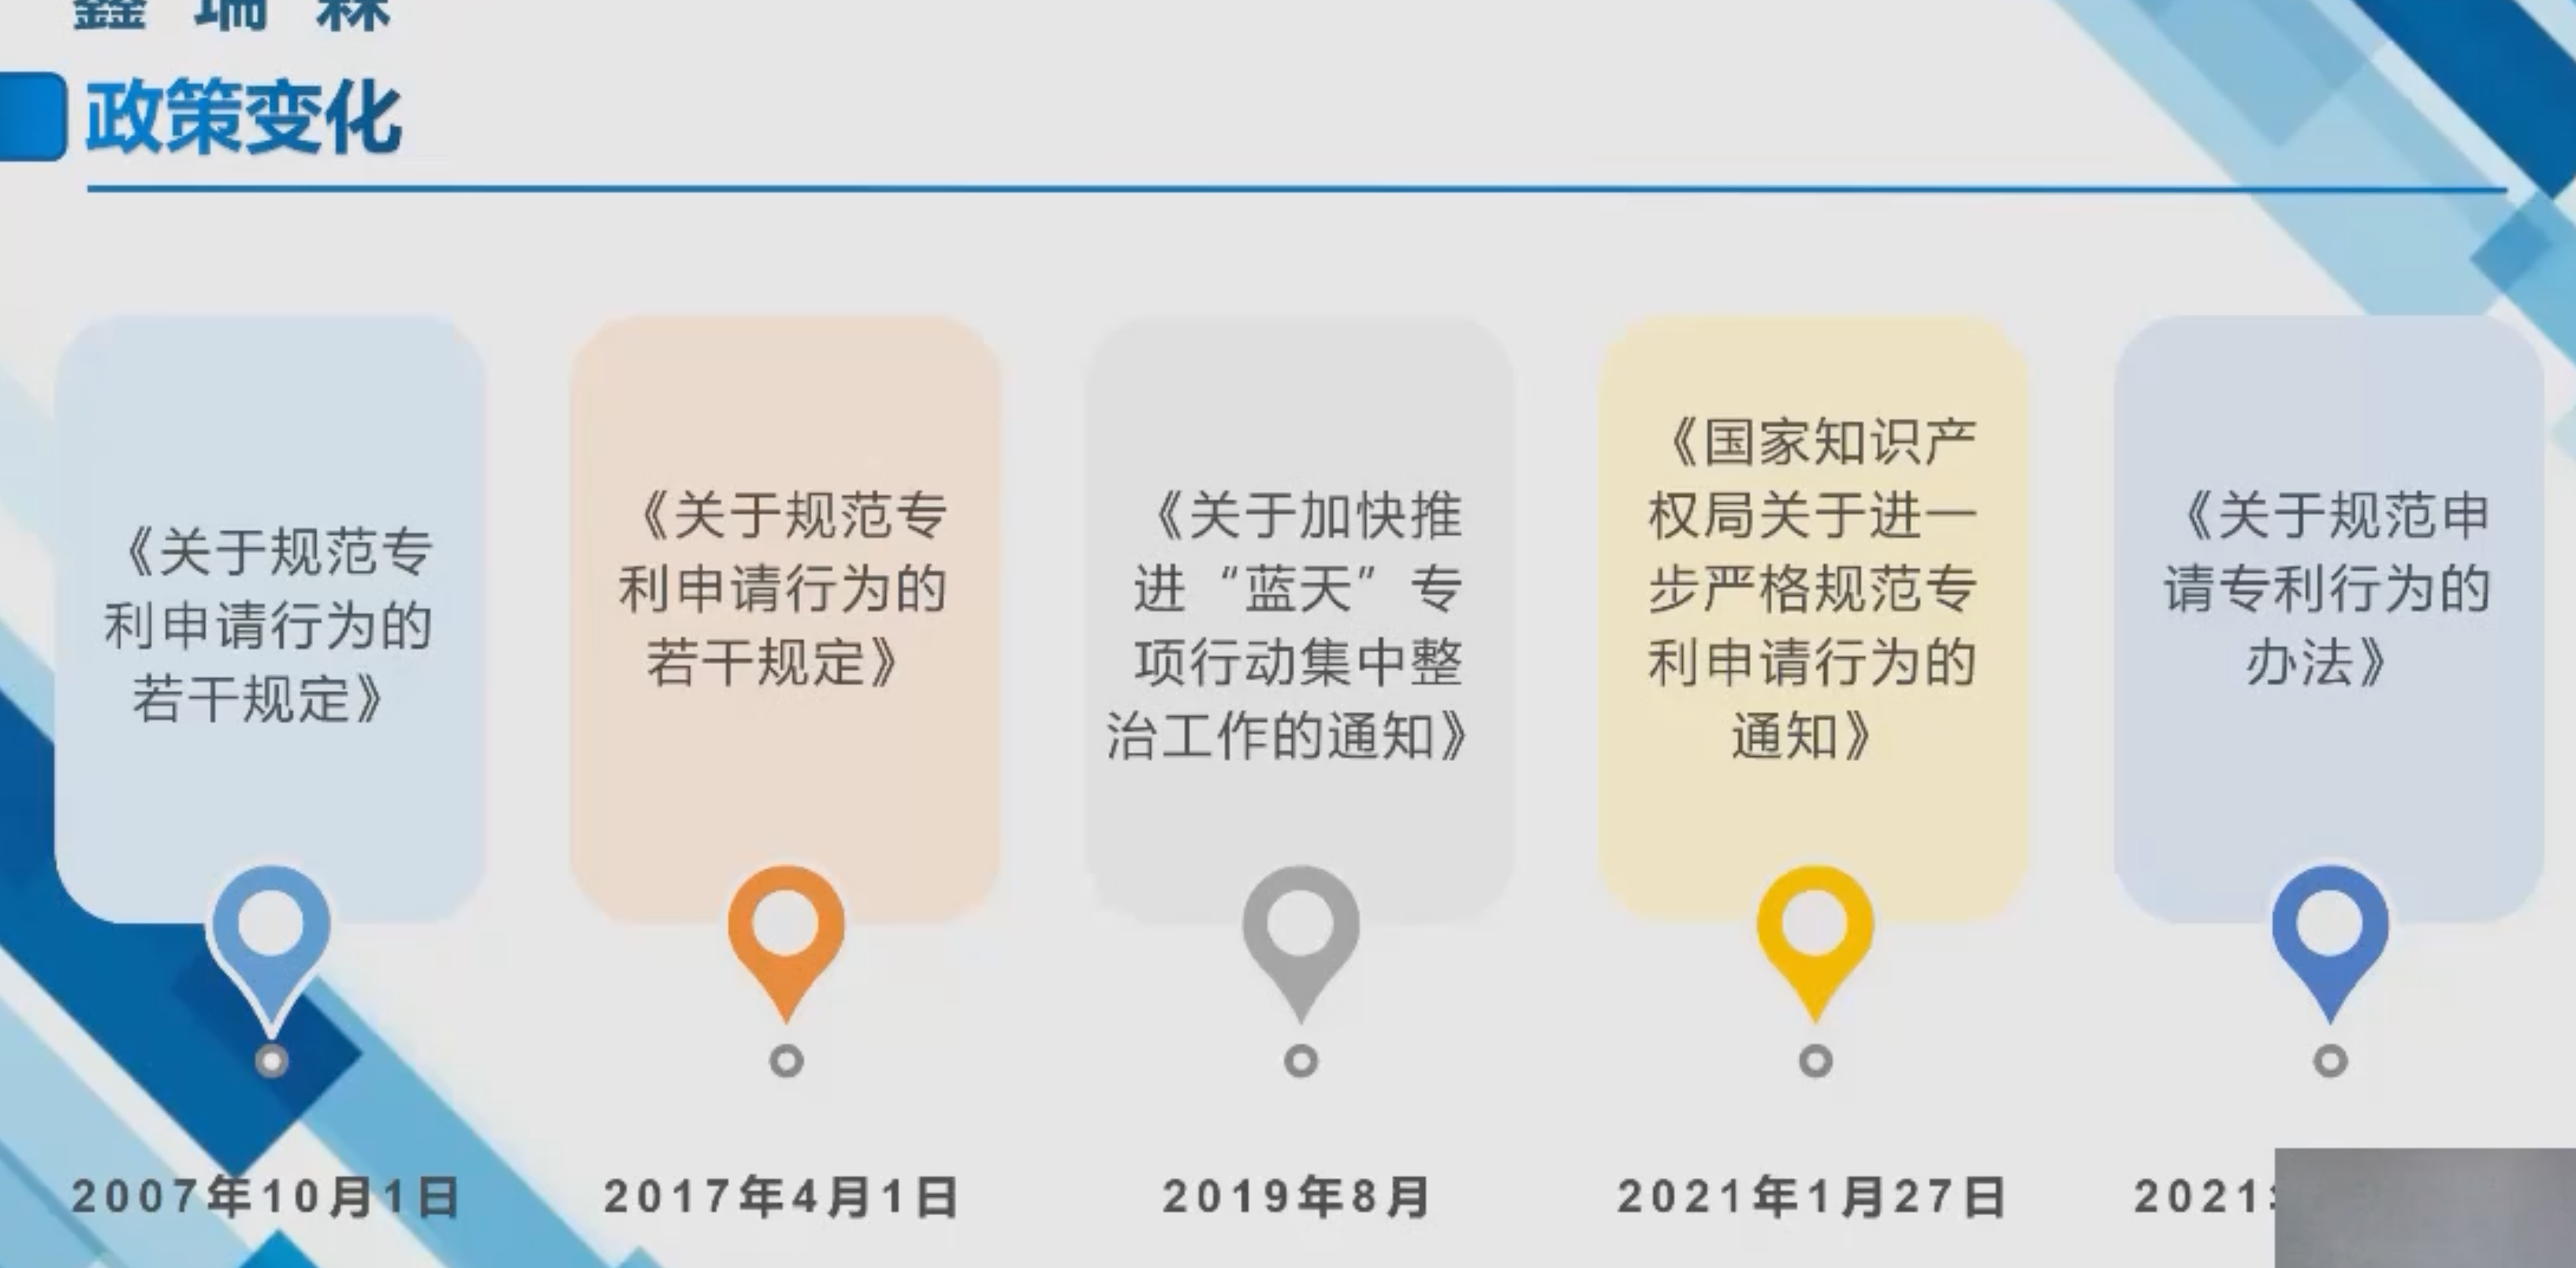 鑫瑞森
政策变化
《关于规范专
利申请行为的
若干规定》
《关于规范专
利申请行为的
若干规定》
《关于加快推
进“蓝天”专
项行动集中整
治工作的通知》
《国家知识产
权局关于进一
步严格规范专
利申请行为的
通知》
《关于规范申
请专利行为的
办法》
2007年10月1日
2017年4月1日
2019年8月
2021年1月27日
2021